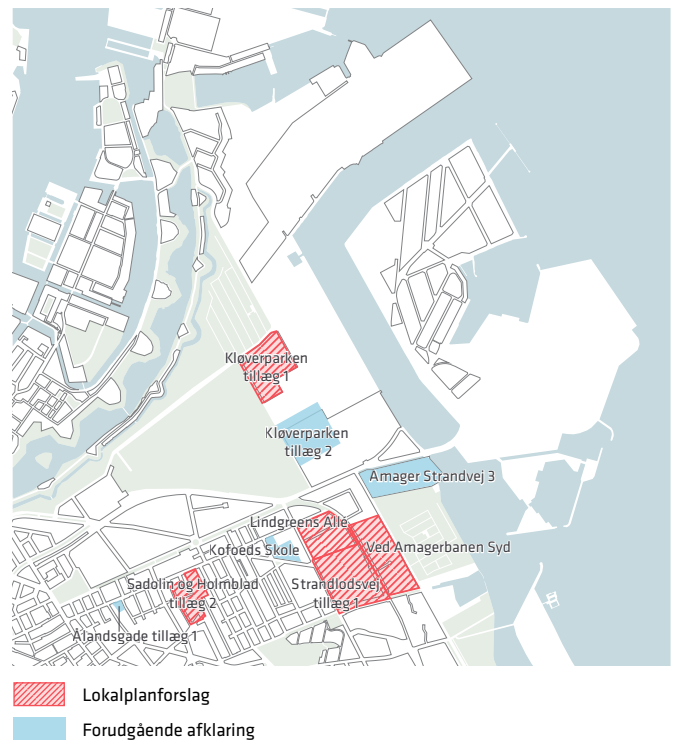 Kløverparken
tillæg 1
Kløverparken
tillæg 2
Amager Strandvej 3
Lindgreens Allé
Ved Amagerbanen Syd
Kofoeds Skole
Sadolin og Holmblad
tillæg 2
Strandlodsvej
tillæg 1
Ålandsgade tillæg 1
Lokalplanforslag
Forudgående afklaring